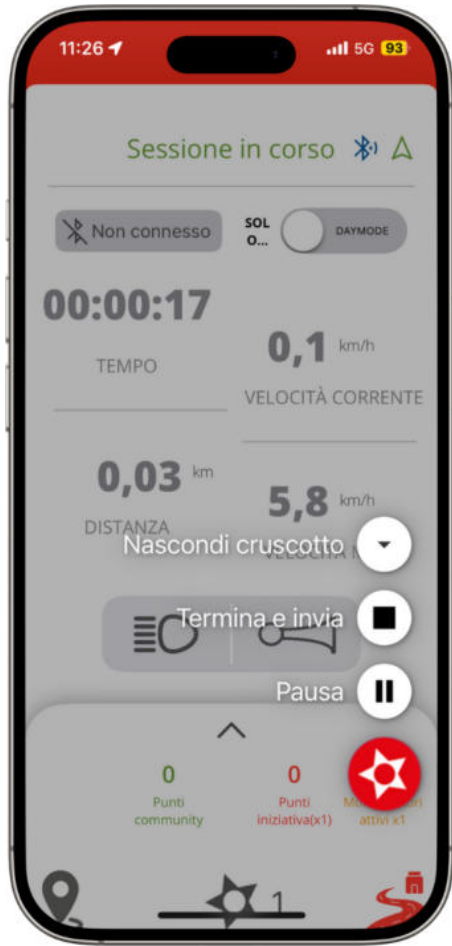 11:26
5G 93
Sessione in corso
Non connesso
SOL
O...
DAYMODE
00:00:17
TEMPO
0,1 km/h
VELOCITÀ CORRENTE
0,03 km
DISTANZA
5,8 km/h
VELOCITÀ
Nascondi cruscotto
Termina e invia
Pausa
0
Punti
community
0
Punti
iniziativa(x1)
attivi x1
1